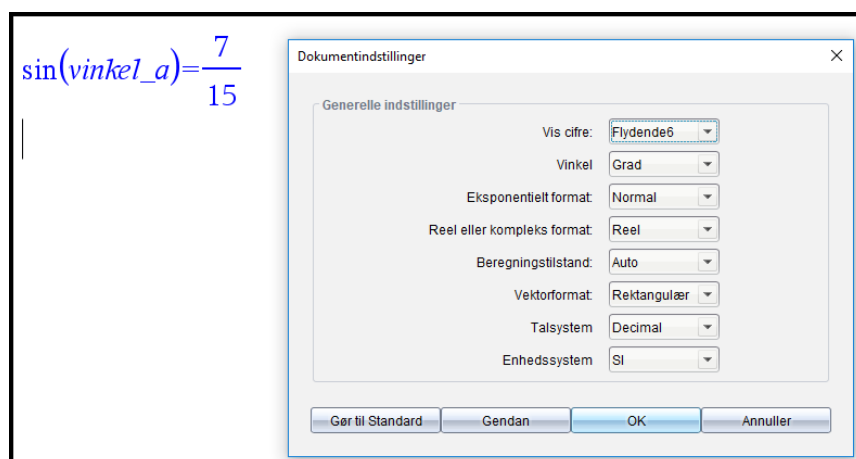 sin(vinkel_a)=7/15
Dokumentindstillinger
Generelle indstillinger
Vis cifre: Flydende6
Vinkel Grad
Eksponentielt format: Normal
Reel eller kompleks format: Reel
Beregningstilstand: Auto
Vektorformat: Rektangulær
Talsystem Decimal
Enhedssystem SI
Gør til Standard Gendan OK Annuller